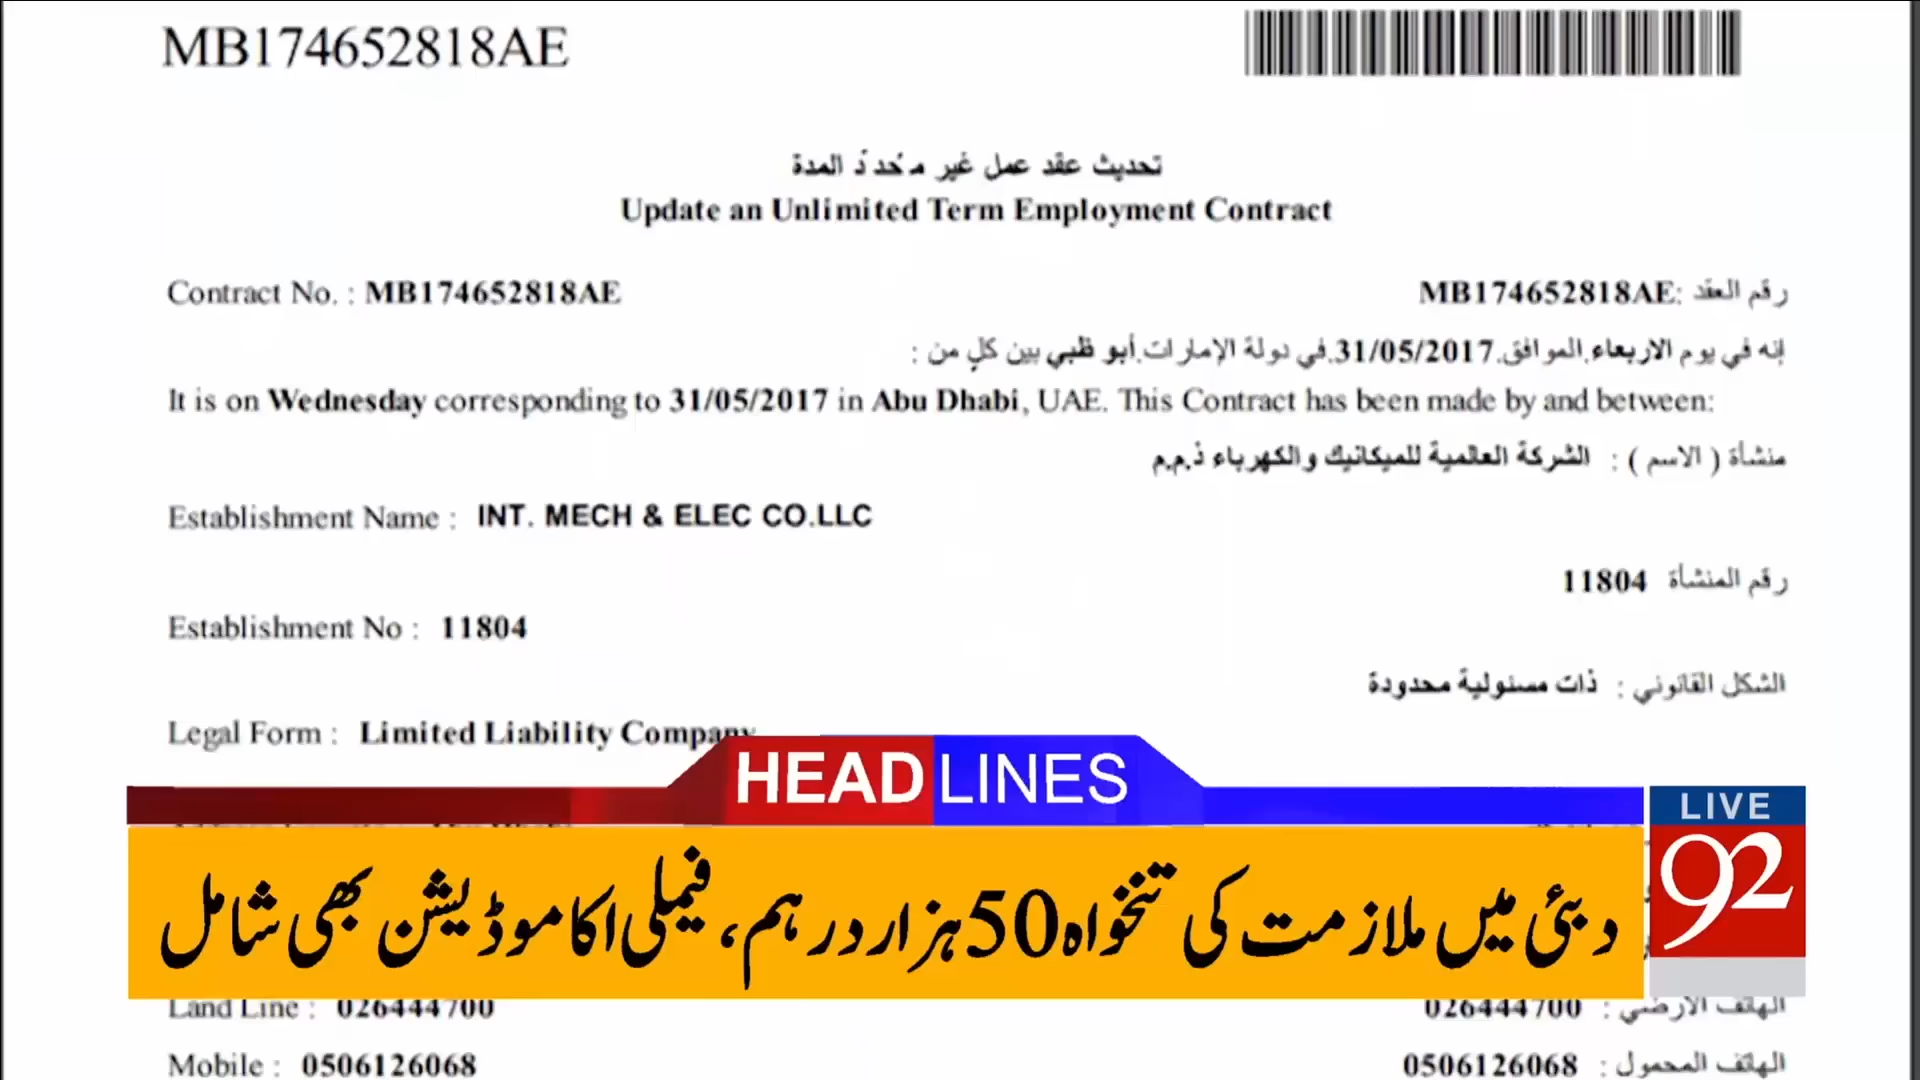 MB174652818AE
تحديث عقد عمل غير محدد المدة
Update an Unlimited Term Employment Contract
Contract No. : MB174652818AE
رقم العقد :MB174652818AE
إنه في يوم الاربعاء,الموافق,31/05/2017,في دولة الإمارات,أبو ظبي بين كلٍ من :
It is on Wednesday corresponding to 31/05/2017 in Abu Dhabi, UAE. This Contract has been made by and between:
منشأة ( الاسم ) : الشركة العالمية للميكانيك والكهرباء ذ.م.م
Establishment Name : INT. MECH & ELEC CO.LLC
رقم المنشأة 11804
Establishment No : 11804
الشكل القانوني : ذات مسئولية محدودة
Legal Form : Limited Liability Company
HEADLINES
LIVE
92
دبئی میں ملازمت کی تنخواہ 50 ہزار درہم، فیملی اکاموڈیشن بھی شامل
Land Line : 026444700
الهاتف الارضي : 026444700
Mobile : 0506126068
الهاتف المحمول : 0506126068